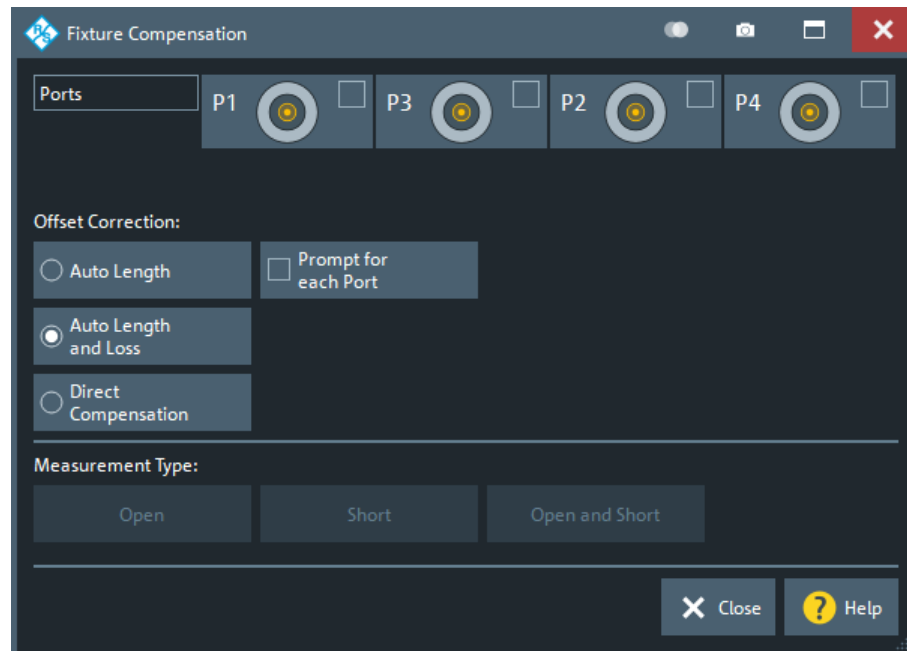 Fixture Compensation
Ports
P1
P3
P2
P4
Offset Correction:
Auto Length
Prompt for
each Port
Auto Length
and Loss
Direct
Compensation
Measurement Type:
Open
Short
Open and Short
Close
? Help